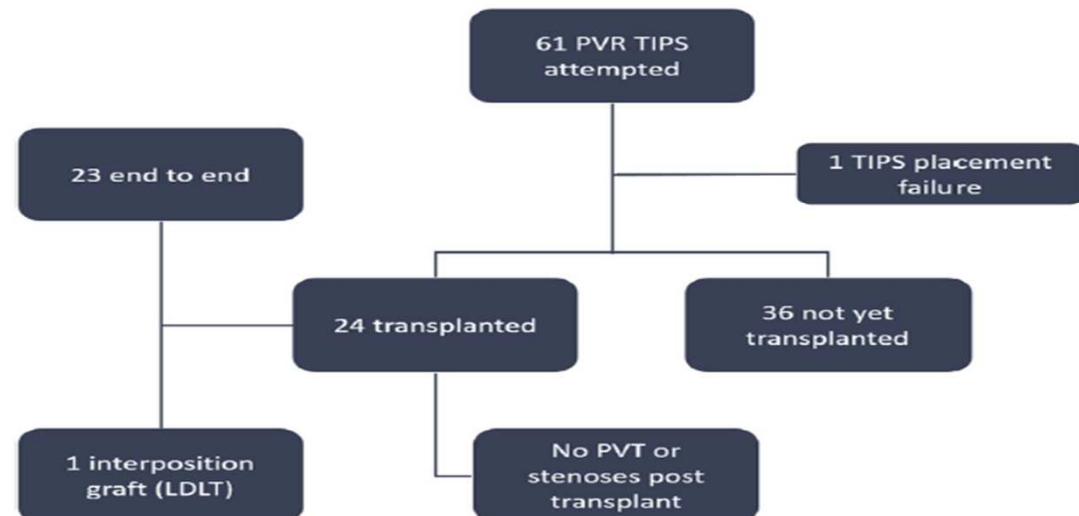 61 PVR TIPS
attempted
23 end to end
1 TIPS placement
failure
24 transplanted
36 not yet
transplanted
1 interposition
graft (LDLT)
No PVT or
stenoses post
transplant